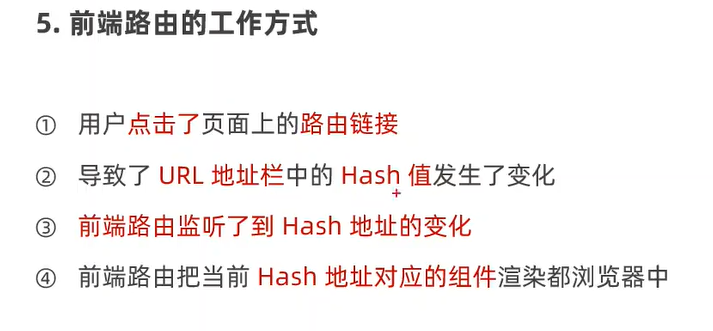 5. 前端路由的工作方式
① 用户点击了页面上的路由链接
② 导致了 URL 地址栏中的 Hash 值发生了变化
③ 前端路由监听了到 Hash 地址的变化
④ 前端路由把当前 Hash 地址对应的组件渲染都浏览器中